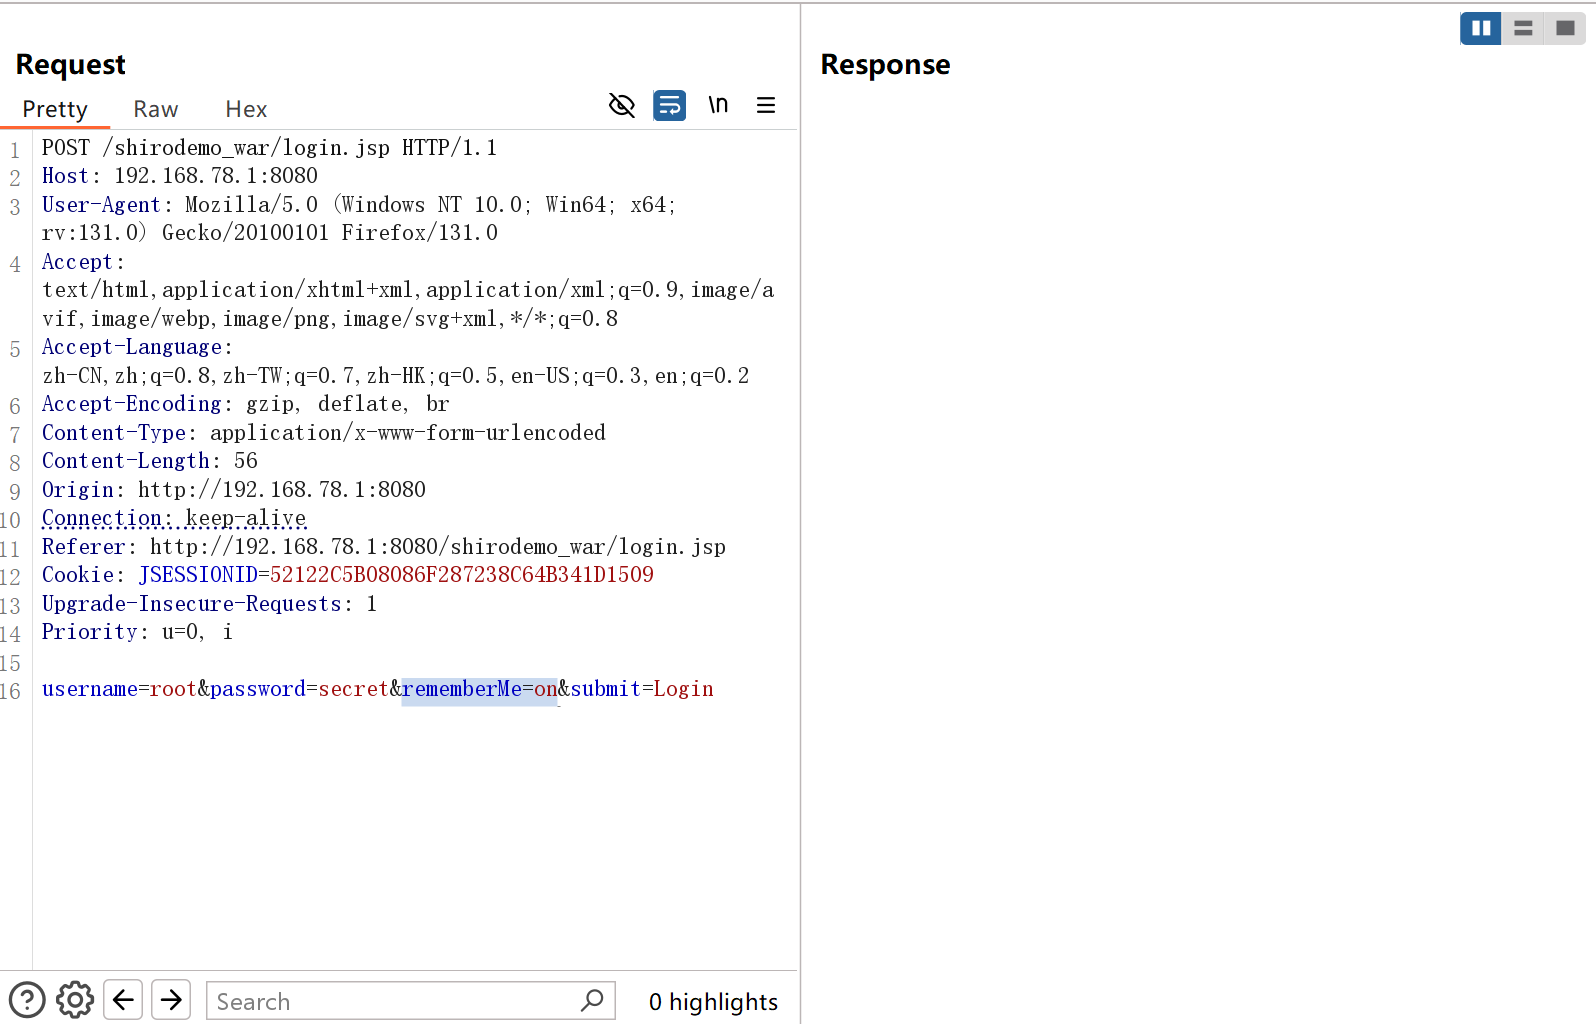 Request
Pretty Raw Hex \n
1 POST /shirodemo_war/login.jsp HTTP/1.1
2 Host: 192.168.78.1:8080
3 User-Agent: Mozilla/5.0 (Windows NT 10.0; Win64; x64;
rv:131.0) Gecko/20100101 Firefox/131.0
4 Accept:
text/html,application/xhtml+xml,application/xml;q=0.9,image/a
vif,image/webp,image/png,image/svg+xml,*/*;q=0.8
5 Accept-Language:
zh-CN,zh;q=0.8,zh-TW;q=0.7,zh-HK;q=0.5,en-US;q=0.3,en;q=0.2
6 Accept-Encoding: gzip, deflate, br
7 Content-Type: application/x-www-form-urlencoded
8 Content-Length: 56
9 Origin: http://192.168.78.1:8080
10 Connection: keep-alive
11 Referer: http://192.168.78.1:8080/shirodemo_war/login.jsp
12 Cookie: JSESSIONID=52122C5B08086F287238C64B341D1509
13 Upgrade-Insecure-Requests: 1
14 Priority: u=0, i
15
16 username=root&password=secret&rememberMe=on&submit=Login
Search 0 highlights
Response